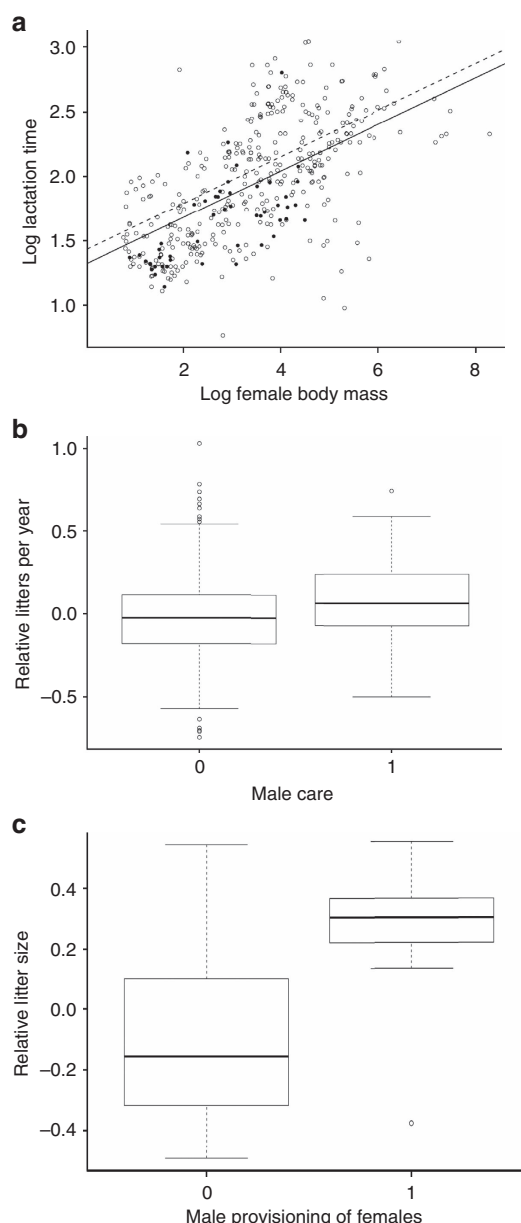 a
3.0
2.5
2.0
1.5
1.0
Log lactation time
2 4 6 8
Log female body mass
b
1.0
0.5
0.0
−0.5
Relative litters per year
0 1
Male care
c
0.4
0.2
0.0
−0.2
−0.4
Relative litter size
0 1
Male provisioning of females